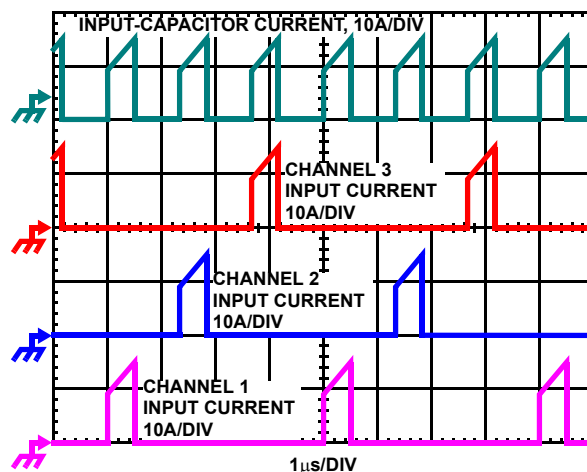 INPUT-CAPACITOR CURRENT, 10A/DIV
CHANNEL 3
INPUT CURRENT
10A/DIV
CHANNEL 2
INPUT CURRENT
10A/DIV
CHANNEL 1
INPUT CURRENT
10A/DIV
1μs/DIV